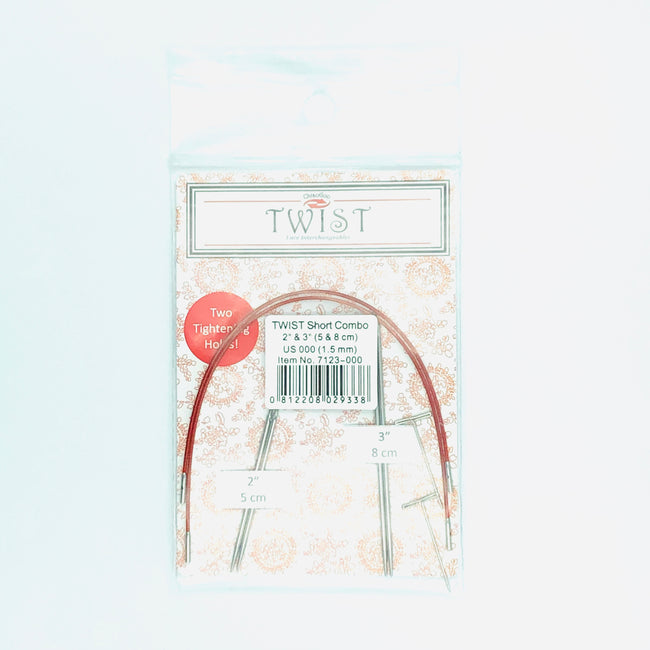 ChiaoGoo
TWIST
Lace Interchangeables
Two
Tightening
Holes!
TWIST Short Combo
2" & 3" (5 & 8 cm)
US 000 (1.5 mm)
Item No. 7123-000
0 812208 029338
3"
8 cm
2"
5 cm